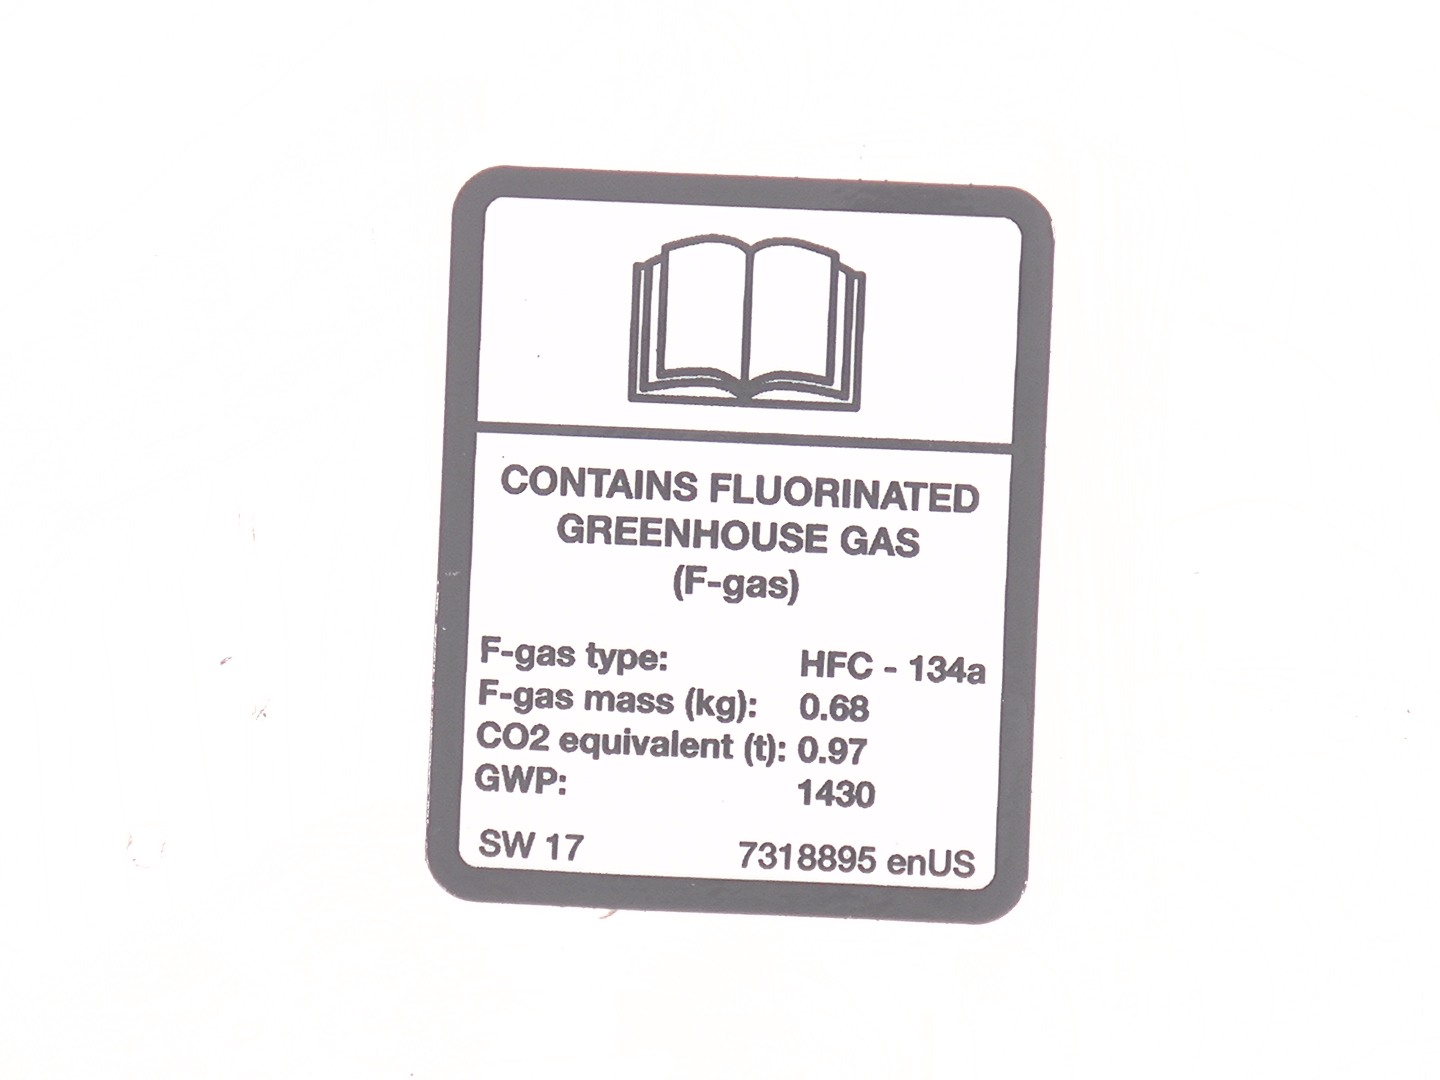 CONTAINS FLUORINATED
GREENHOUSE GAS
(F-gas)
F-gas type: HFC - 134a
F-gas mass (kg): 0.68
CO2 equivalent (t): 0.97
GWP: 1430
SW 17 7318895 enUS